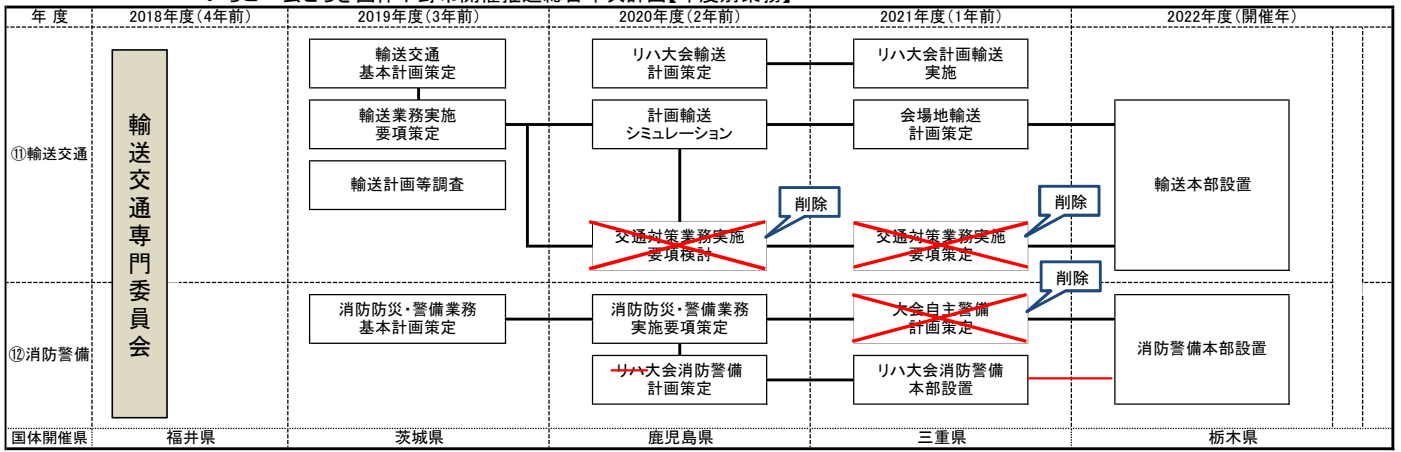 年 度
2018年度(4年前)
2019年度(3年前)
2020年度(2年前)
2021年度(1年前)
2022年度(開催年)
⑪輸送交通
輸送交通専門委員会
輸送交通
基本計画策定
リハ大会輸送
計画策定
リハ大会計画輸送
実施
輸送業務実施
要項策定
計画輸送
シミュレーション
会場地輸送
計画策定
輸送本部設置
輸送計画等調査
削除
削除
交通対策業務実施
要項検討
交通対策業務実施
要項策定
削除
⑫消防警備
消防防災・警備業務
基本計画策定
消防防災・警備業務
実施要項策定
大会自主警備
計画策定
消防警備本部設置
リハ大会消防警備
計画策定
リハ大会消防警備
本部設置
国体開催県
福井県
茨城県
鹿児島県
三重県
栃木県